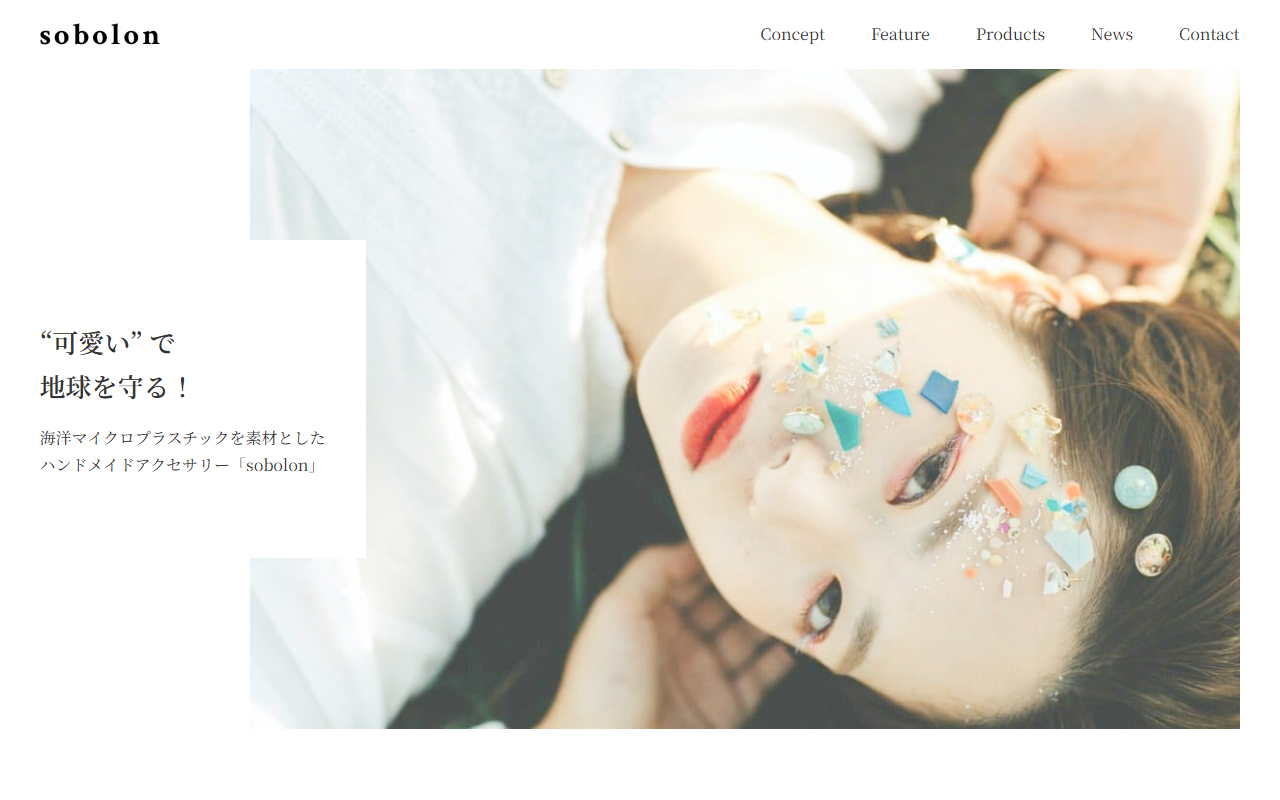 sobolon
Concept Feature Products News Contact
“可愛い” で
地球を守る！
海洋マイクロプラスチックを素材とした
ハンドメイドアクセサリー「sobolon」